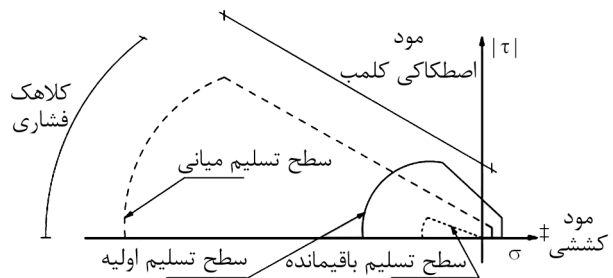 مود
اصطکاکی کلمب
|τ|
کلاهک
فشاری
سطح تسلیم میانی
مود
کششی
σ
سطح تسلیم اولیه
سطح تسلیم باقیمانده